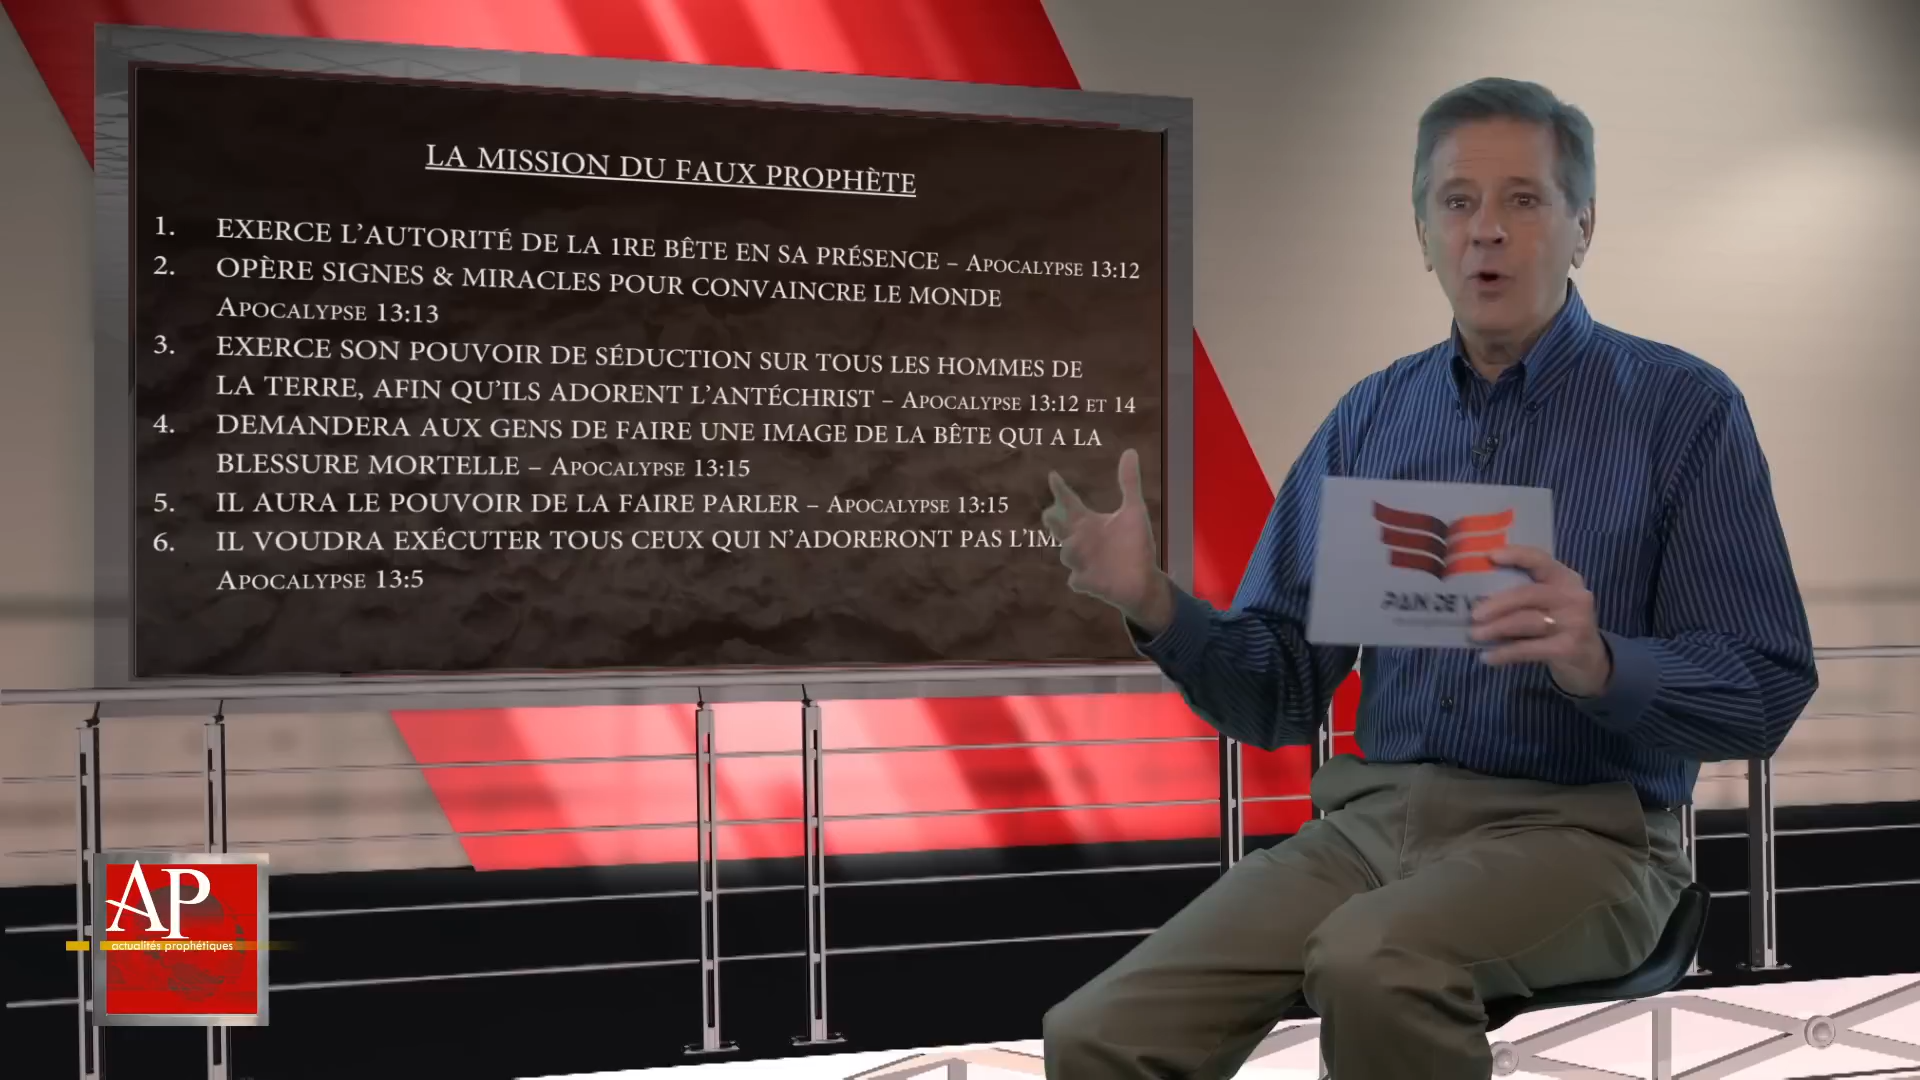 LA MISSION DU FAUX PROPHÈTE
1. EXERCE L'AUTORITÉ DE LA 1RE BÊTE EN SA PRÉSENCE – APOCALYPSE 13:12
2. OPÈRE SIGNES & MIRACLES POUR CONVAINCRE LE MONDE
APOCALYPSE 13:13
3. EXERCE SON POUVOIR DE SÉDUCTION SUR TOUS LES HOMMES DE
LA TERRE, AFIN QU'ILS ADORENT L'ANTÉCHRIST – APOCALYPSE 13:12 ET 14
4. DEMANDERA AUX GENS DE FAIRE UNE IMAGE DE LA BÊTE QUI A LA
BLESSURE MORTELLE – APOCALYPSE 13:15
5. IL AURA LE POUVOIR DE LA FAIRE PARLER – APOCALYPSE 13:15
6. IL VOUDRA EXÉCUTER TOUS CEUX QUI N'ADORERONT PAS
APOCALYPSE 13:5
PAIN DE
AP
actualités prophétiques